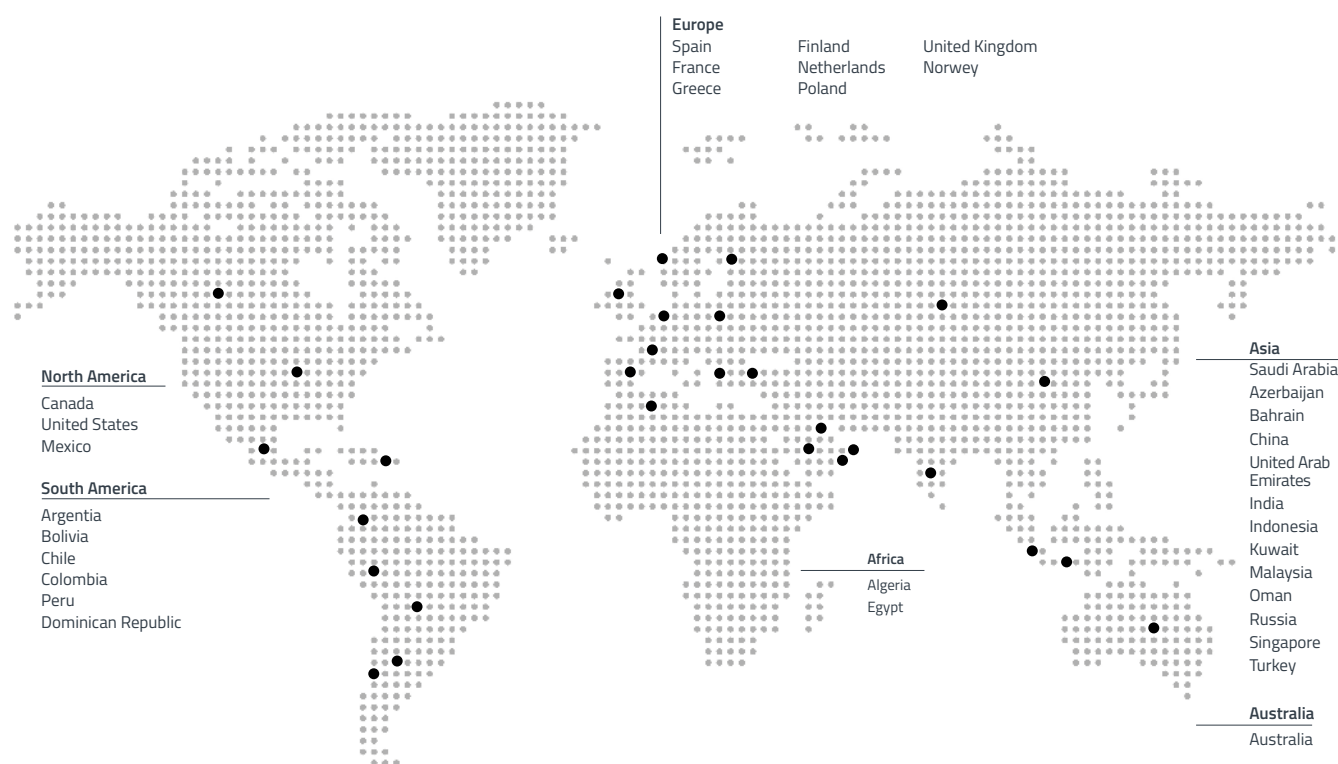 Europe
Spain
France
Greece
Finland
Netherlands
Poland
United Kingdom
Norwey
North America
Canada
United States
Mexico
South America
Argentia
Bolivia
Chile
Colombia
Peru
Dominican Republic
Africa
Algeria
Egypt
Asia
Saudi Arabia
Azerbaijan
Bahrain
China
United Arab
Emirates
India
Indonesia
Kuwait
Malaysia
Oman
Russia
Singapore
Turkey
Australia
Australia